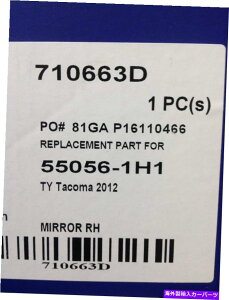 710663D
1 PC(s)
PO# 81GA P16110466
REPLACEMENT PART FOR
55056-1H1
TY Tacoma 2012
MIRROR RH
710663D
海外製輸入カーパーツ